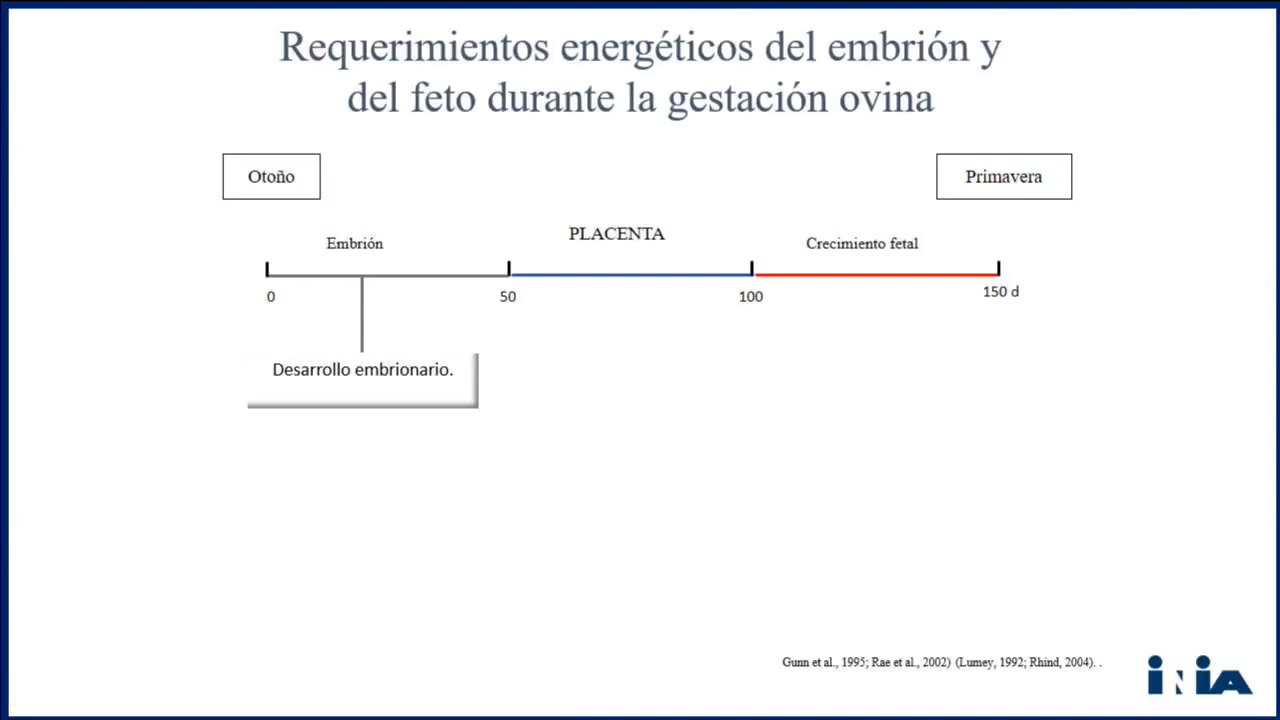 Requerimientos energéticos del embrión y
del feto durante la gestación ovina
Otoño
Primavera
Embrión
PLACENTA
Crecimiento fetal
0
50
100
150 d
Desarrollo embrionario.
Gunn et al., 1995; Rae et al., 2002) (Lumey, 1992; Rhind, 2004). .
INIA